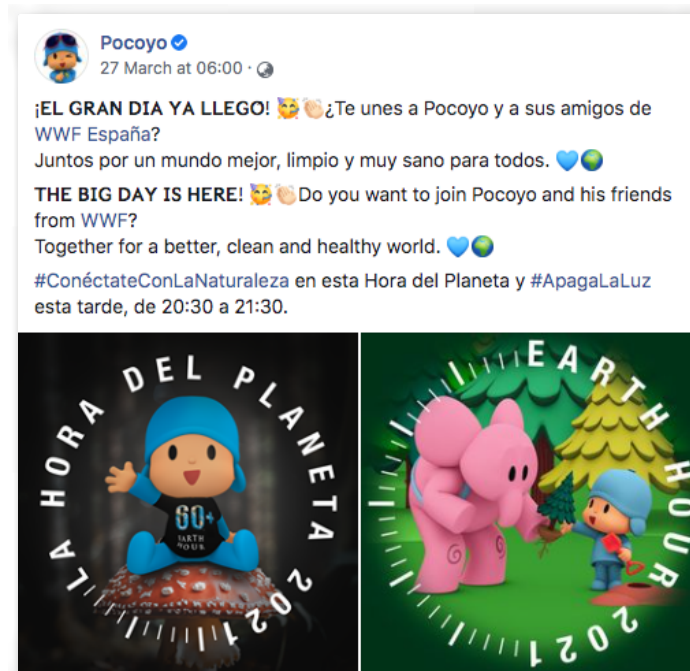 Pocoyo
27 March at 06:00 ·
¡EL GRAN DIA YA LLEGO! 🥳👏🏻¿Te unes a Pocoyo y a sus amigos de
WWF España?
Juntos por un mundo mejor, limpio y muy sano para todos. 💙🌍
THE BIG DAY IS HERE! 🥳👏🏻Do you want to join Pocoyo and his friends
from WWF?
Together for a better, clean and healthy world. 💙🌍
#ConéctateConLaNaturaleza en esta Hora del Planeta y #ApagaLaLuz
esta tarde, de 20:30 a 21:30.
LA HORA DEL PLANETA 2021
60+
EARTH
HOUR
EARTH HOUR 2021